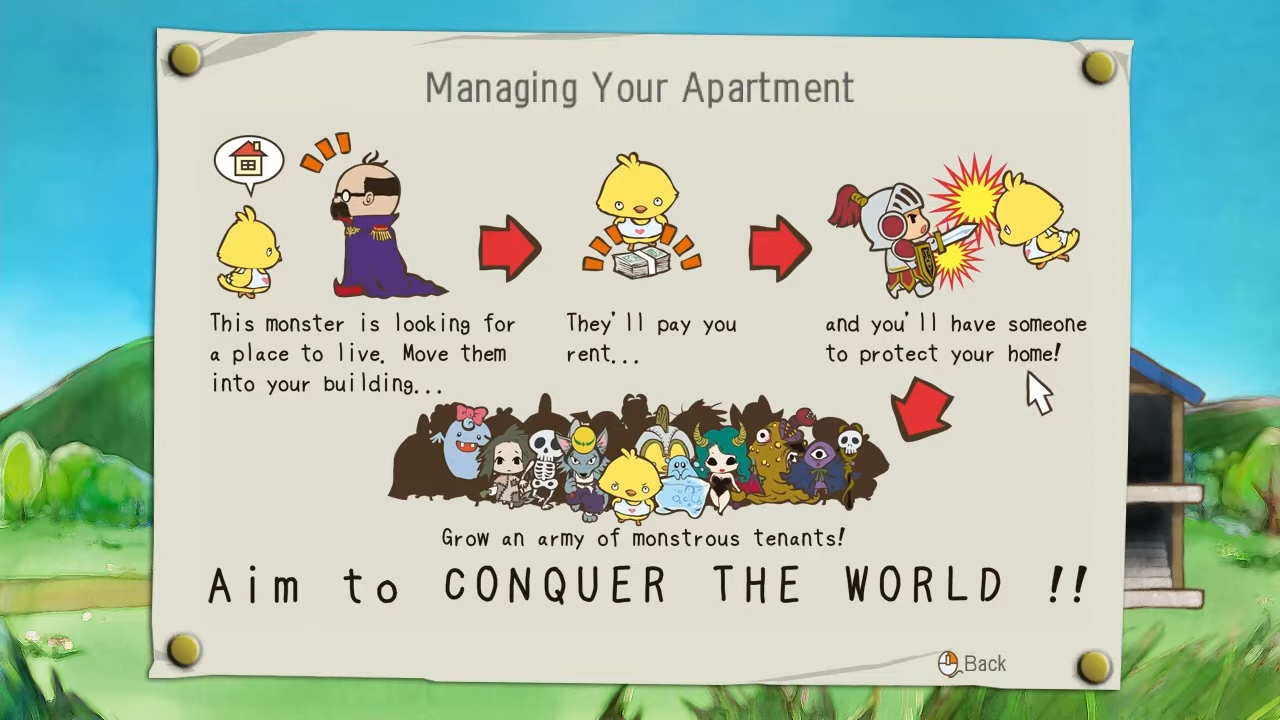 Managing Your Apartment
This monster is looking for
a place to live. Move them
into your building...
They'll pay you
rent...
and you'll have someone
to protect your home!
Grow an army of monstrous tenants!
Aim to CONQUER THE WORLD !!
Back